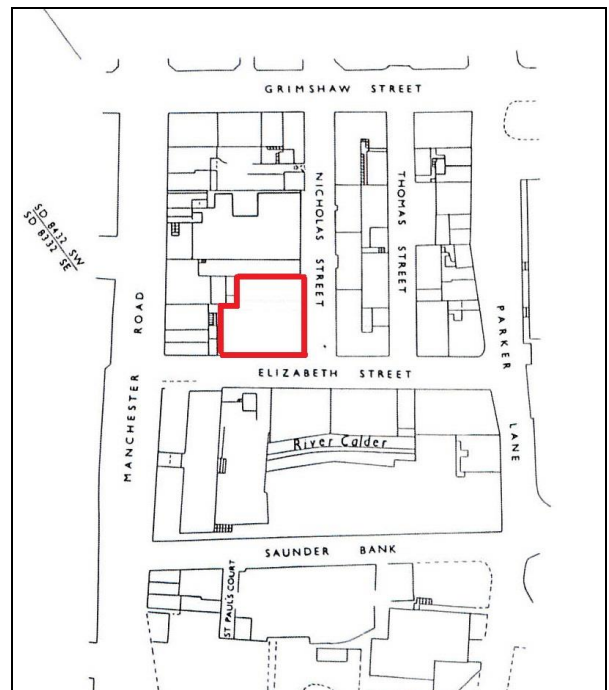 GRIMSHAW STREET
NICHOLAS STREET
THOMAS STREET
SD 8432 SW
SD 8332 SE
MANCHESTER ROAD
PARKER LANE
ELIZABETH STREET
River Calder
SAUNDER BANK
ST PAUL'S COURT